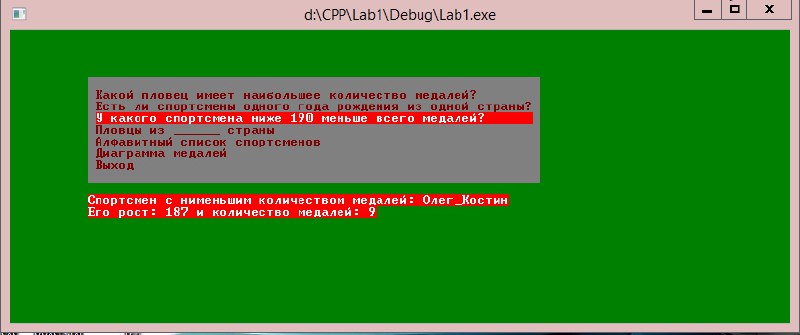 d:\CPP\Lab1\Debug\Lab1.exe
Какой пловец имеет наибольшее количество медалей?
Есть ли спортсмены одного года рождения из одной страны?
У какого спортсмена ниже 190 меньше всего медалей?
Пловцы из ______ страны
Алфавитный список спортсменов
Диаграмма медалей
Выход
Спортсмен с нименьшим количеством медалей: Олег_Костин
Его рост: 187 и количество медалей: 9